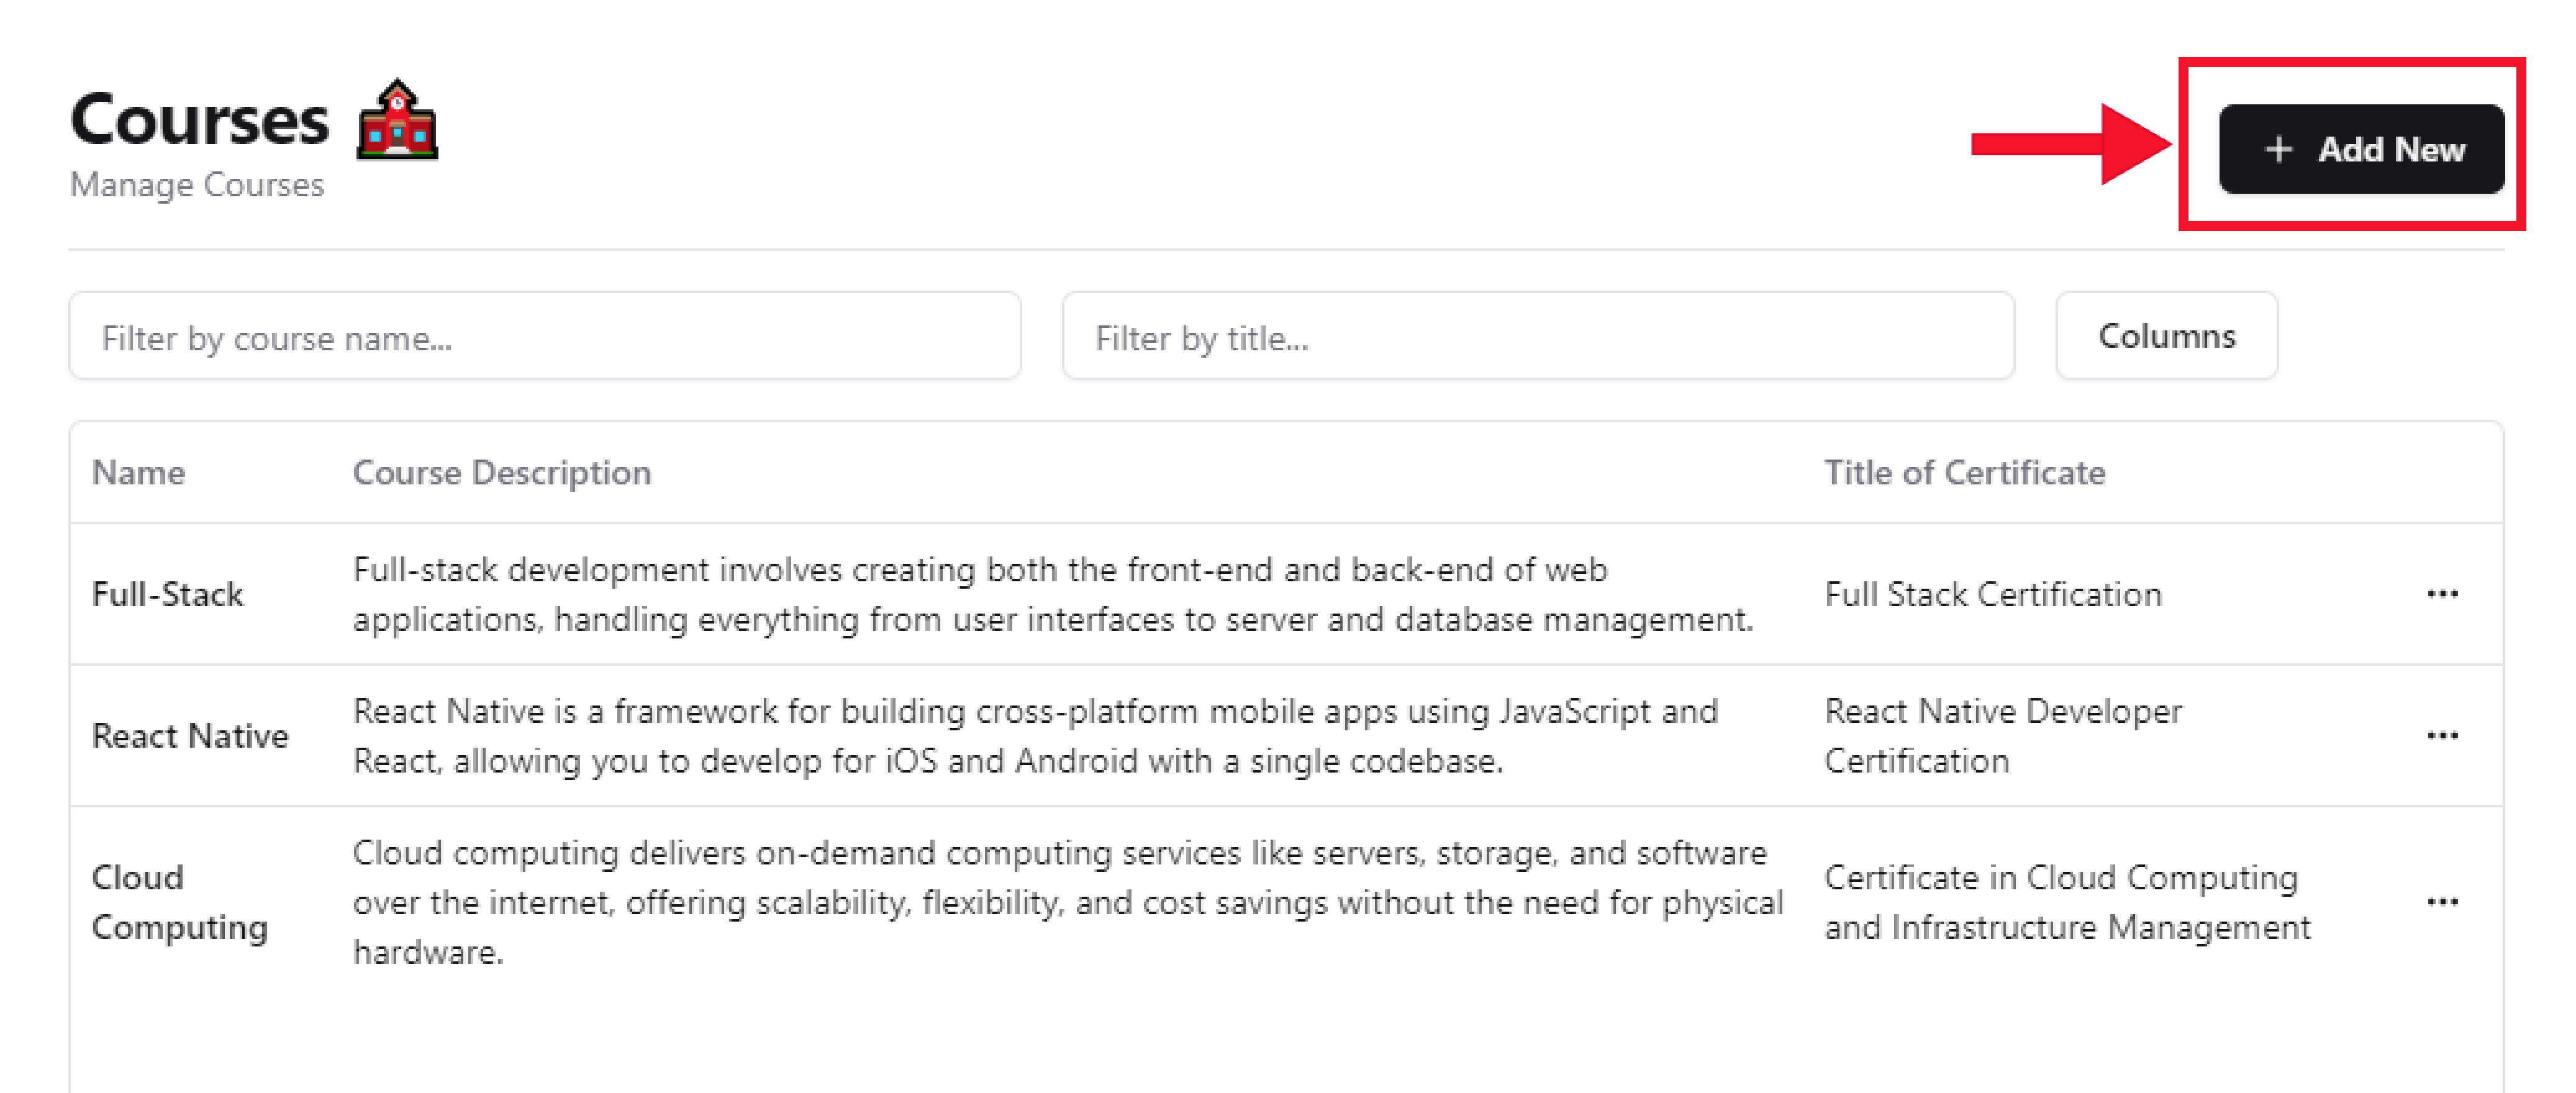 Courses
Manage Courses
+ Add New
Filter by course name...
Filter by title...
Columns
Name
Course Description
Title of Certificate
Full-Stack
Full-stack development involves creating both the front-end and back-end of web
applications, handling everything from user interfaces to server and database management.
Full Stack Certification
React Native
React Native is a framework for building cross-platform mobile apps using JavaScript and
React, allowing you to develop for iOS and Android with a single codebase.
React Native Developer
Certification
Cloud
Computing
Cloud computing delivers on-demand computing services like servers, storage, and software
over the internet, offering scalability, flexibility, and cost savings without the need for physical
hardware.
Certificate in Cloud Computing
and Infrastructure Management